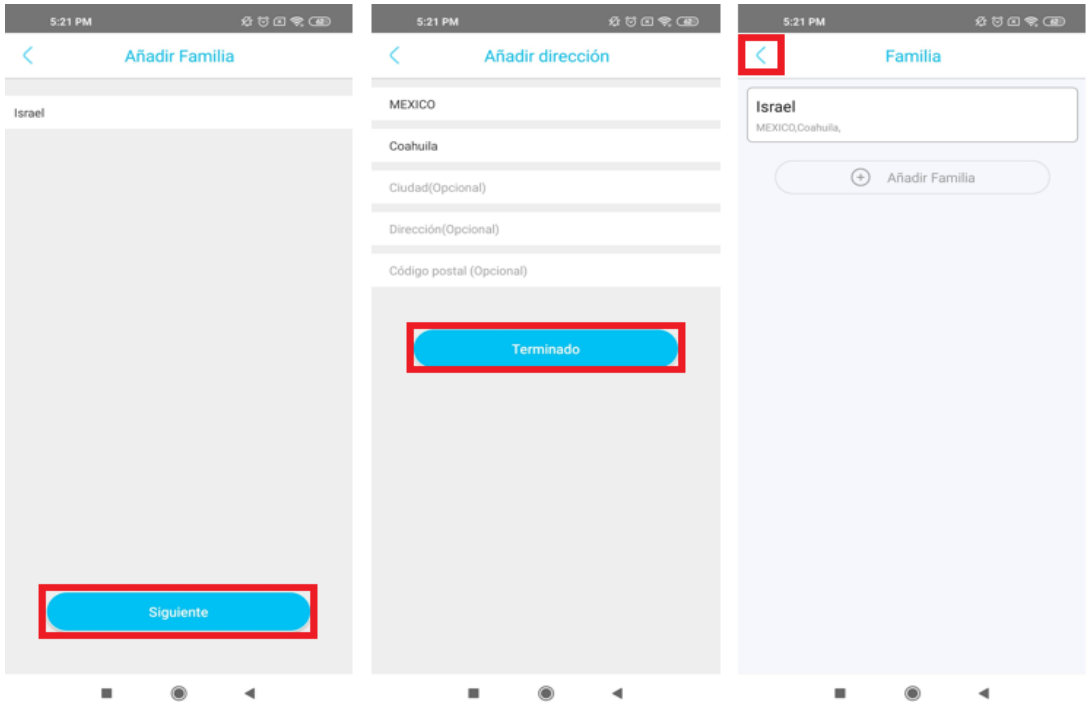 5:21 PM
Añadir Familia
Israel
Siguiente
5:21 PM
Añadir dirección
MEXICO
Coahuila
Ciudad(Opcional)
Dirección(Opcional)
Código postal (Opcional)
Terminado
5:21 PM
Familia
Israel
MEXICO,Coahuila,
Añadir Familia